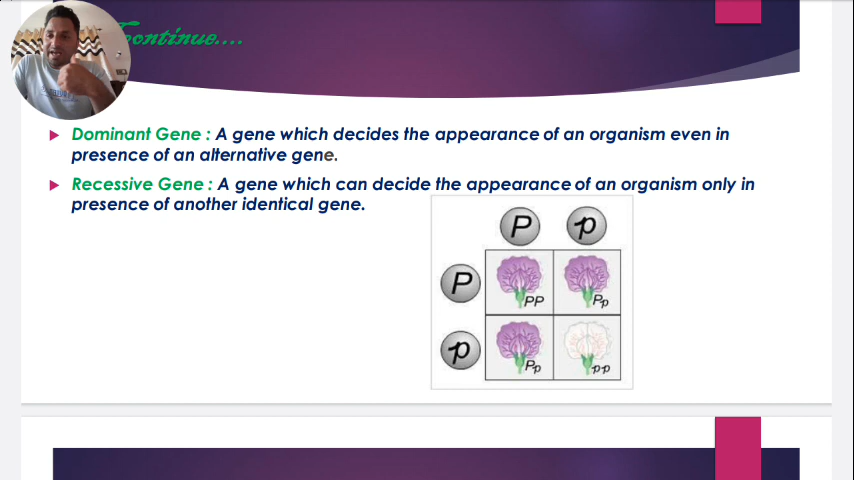 Continue....
Dominant Gene : A gene which decides the appearance of an organism even in
presence of an alternative gene.
Recessive Gene : A gene which can decide the appearance of an organism only in
presence of another identical gene.
P p
P PP Pp
p Pp pp